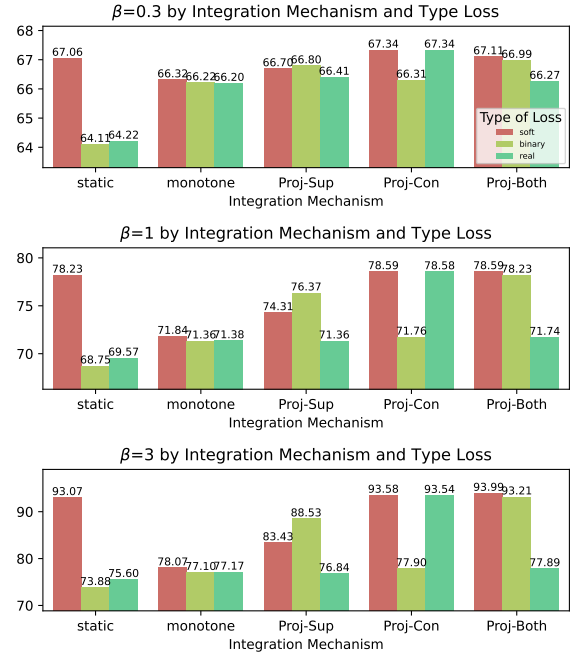 β=0.3 by Integration Mechanism and Type Loss
68
67
66
65
64
67.06
64.11
64.22
66.32
66.22
66.20
66.70
66.80
66.41
67.34
66.31
67.34
67.11
66.99
66.27
Type of Loss
soft
binary
real
static
monotone
Proj-Sup
Proj-Con
Proj-Both
Integration Mechanism
β=1 by Integration Mechanism and Type Loss
80
75
70
78.23
68.75
69.57
71.84
71.36
71.38
74.31
76.37
71.36
78.59
71.76
78.58
78.59
78.23
71.74
static
monotone
Proj-Sup
Proj-Con
Proj-Both
Integration Mechanism
β=3 by Integration Mechanism and Type Loss
90
80
70
93.07
73.88
75.60
78.07
77.10
77.17
83.43
88.53
76.84
93.58
77.90
93.54
93.99
93.21
77.89
static
monotone
Proj-Sup
Proj-Con
Proj-Both
Integration Mechanism